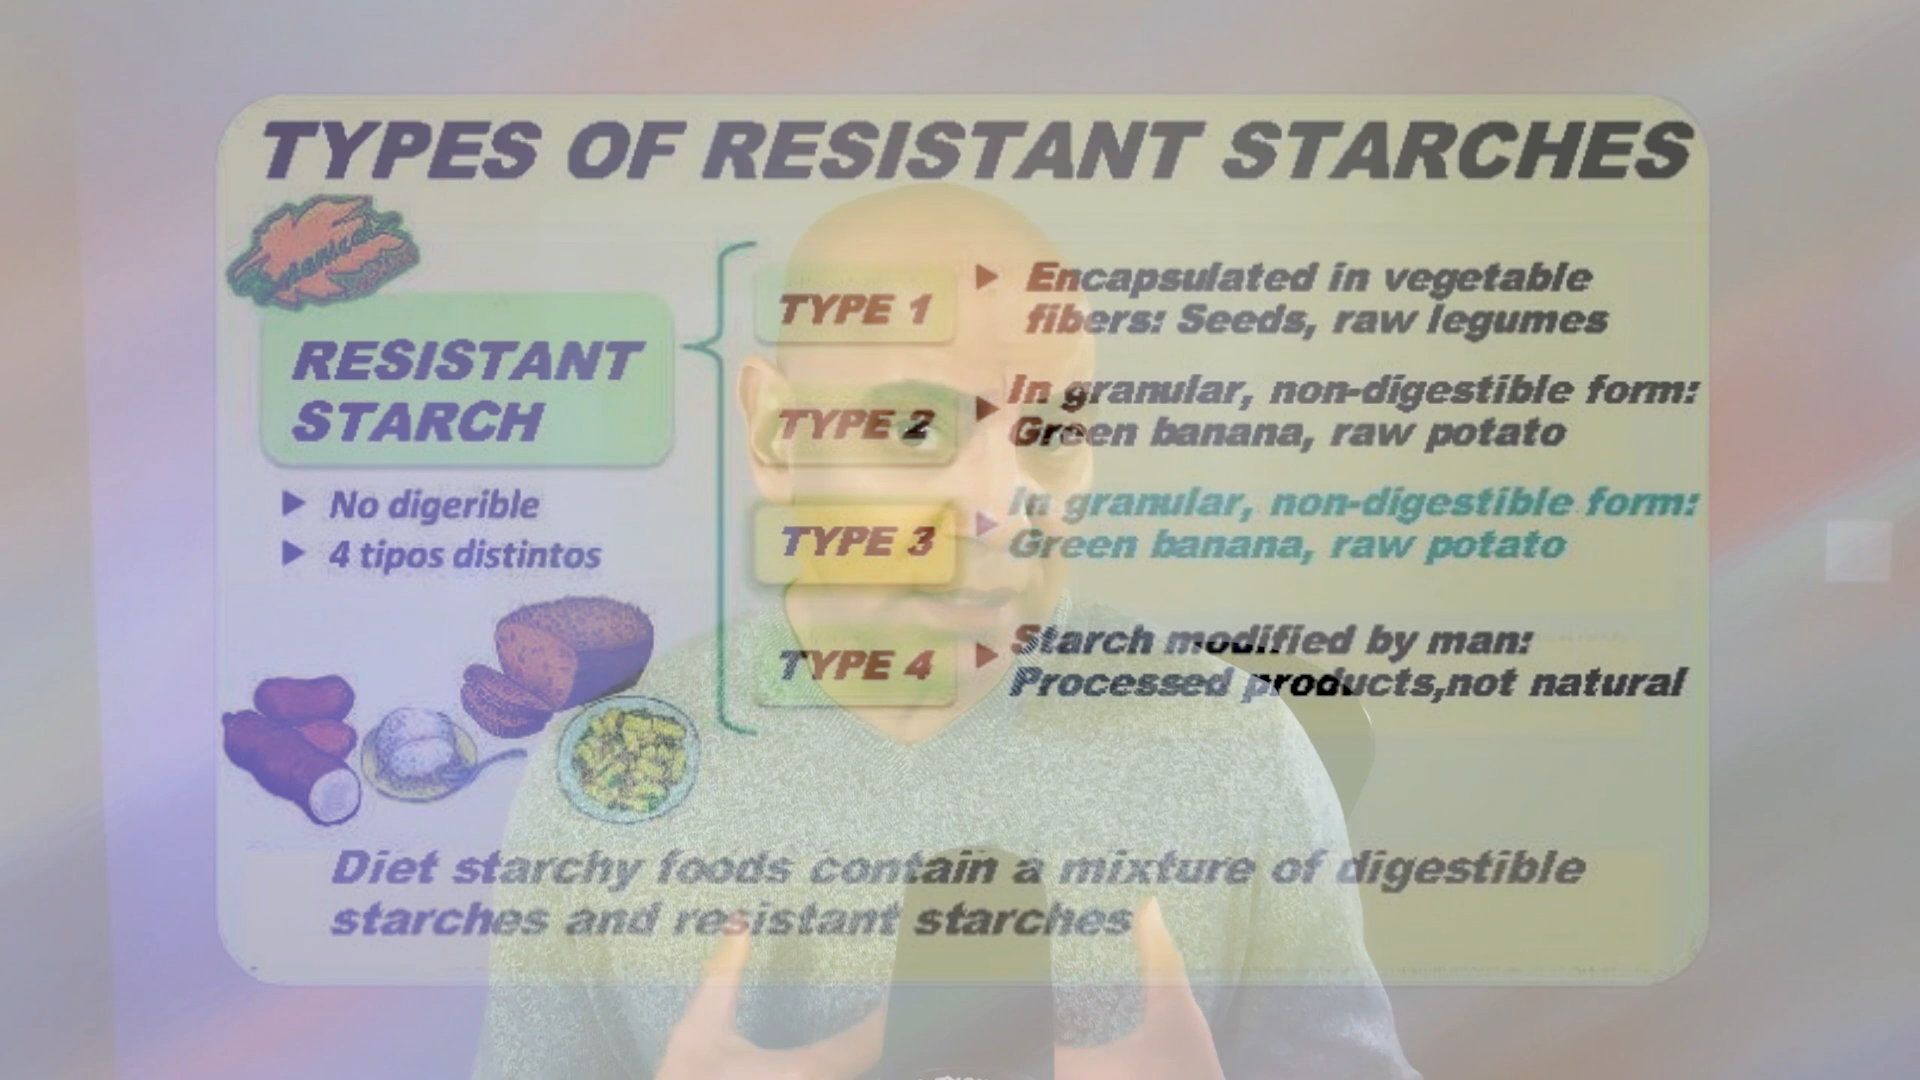 TYPES OF RESISTANT STARCHES
RESISTANT
STARCH
No digerible
4 tipos distintos
TYPE 1
Encapsulated in vegetable
fibers: Seeds, raw legumes
TYPE 2
In granular, non-digestible form:
Green banana, raw potato
TYPE 3
In granular, non-digestible form:
Green banana, raw potato
TYPE 4
Starch modified by man:
Processed products,not natural
Diet starchy foods contain a mixture of digestible
starches and resistant starches